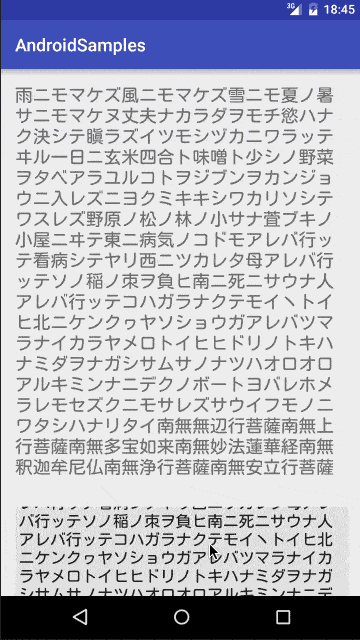 3G 18:45
AndroidSamples
雨ニモマケズ風ニモマケズ雪ニモ夏ノ暑
サニモマケヌ丈夫ナカラダヲモチ慾ハナ
ク決シテ瞋ラズイツモシヅカニワラッテ
ヰル一日ニ玄米四合ト味噌ト少シノ野菜
ヲタベアラユルコトヲジブンヲカンジョ
ウニ入レズニヨクミキキシワカリソシテ
ワスレズ野原ノ松ノ林ノ小サナ萱ブキノ
小屋ニヰテ東ニ病気ノコドモアレバ行ッ
テ看病シテヤリ西ニツカレタ母アレバ行
ッテソノ稲ノ朿ヲ負ヒ南ニ死ニサウナ人
アレバ行ッテコハガラナクテモイヽトイ
ヒ北ニケンクヮヤソショウガアレバツマ
ラナイカラヤメロトイヒヒドリノトキハ
ナミダヲナガシサムサノナツハオロオロ
アルキミンナニデクノボートヨバレホメ
ラレモセズクニモサレズサウイフモノニ
ワタシハナリタイ南無無辺行菩薩南無上
行菩薩南無多宝如来南無妙法蓮華経南無
釈迦牟尼仏南無浄行菩薩南無安立行菩薩
バ行ッテソノ稲ノ朿ヲ負ヒ南ニ死ニサウナ人
アレバ行ッテコハガラナクテモイヽトイヒ
北ニケンクヮヤソショウガアレバツマラナイカ
ラヤメロトイヒヒドリノトキハナミダヲナガ
シサムサノナツハオロオロアルキミンナニデ